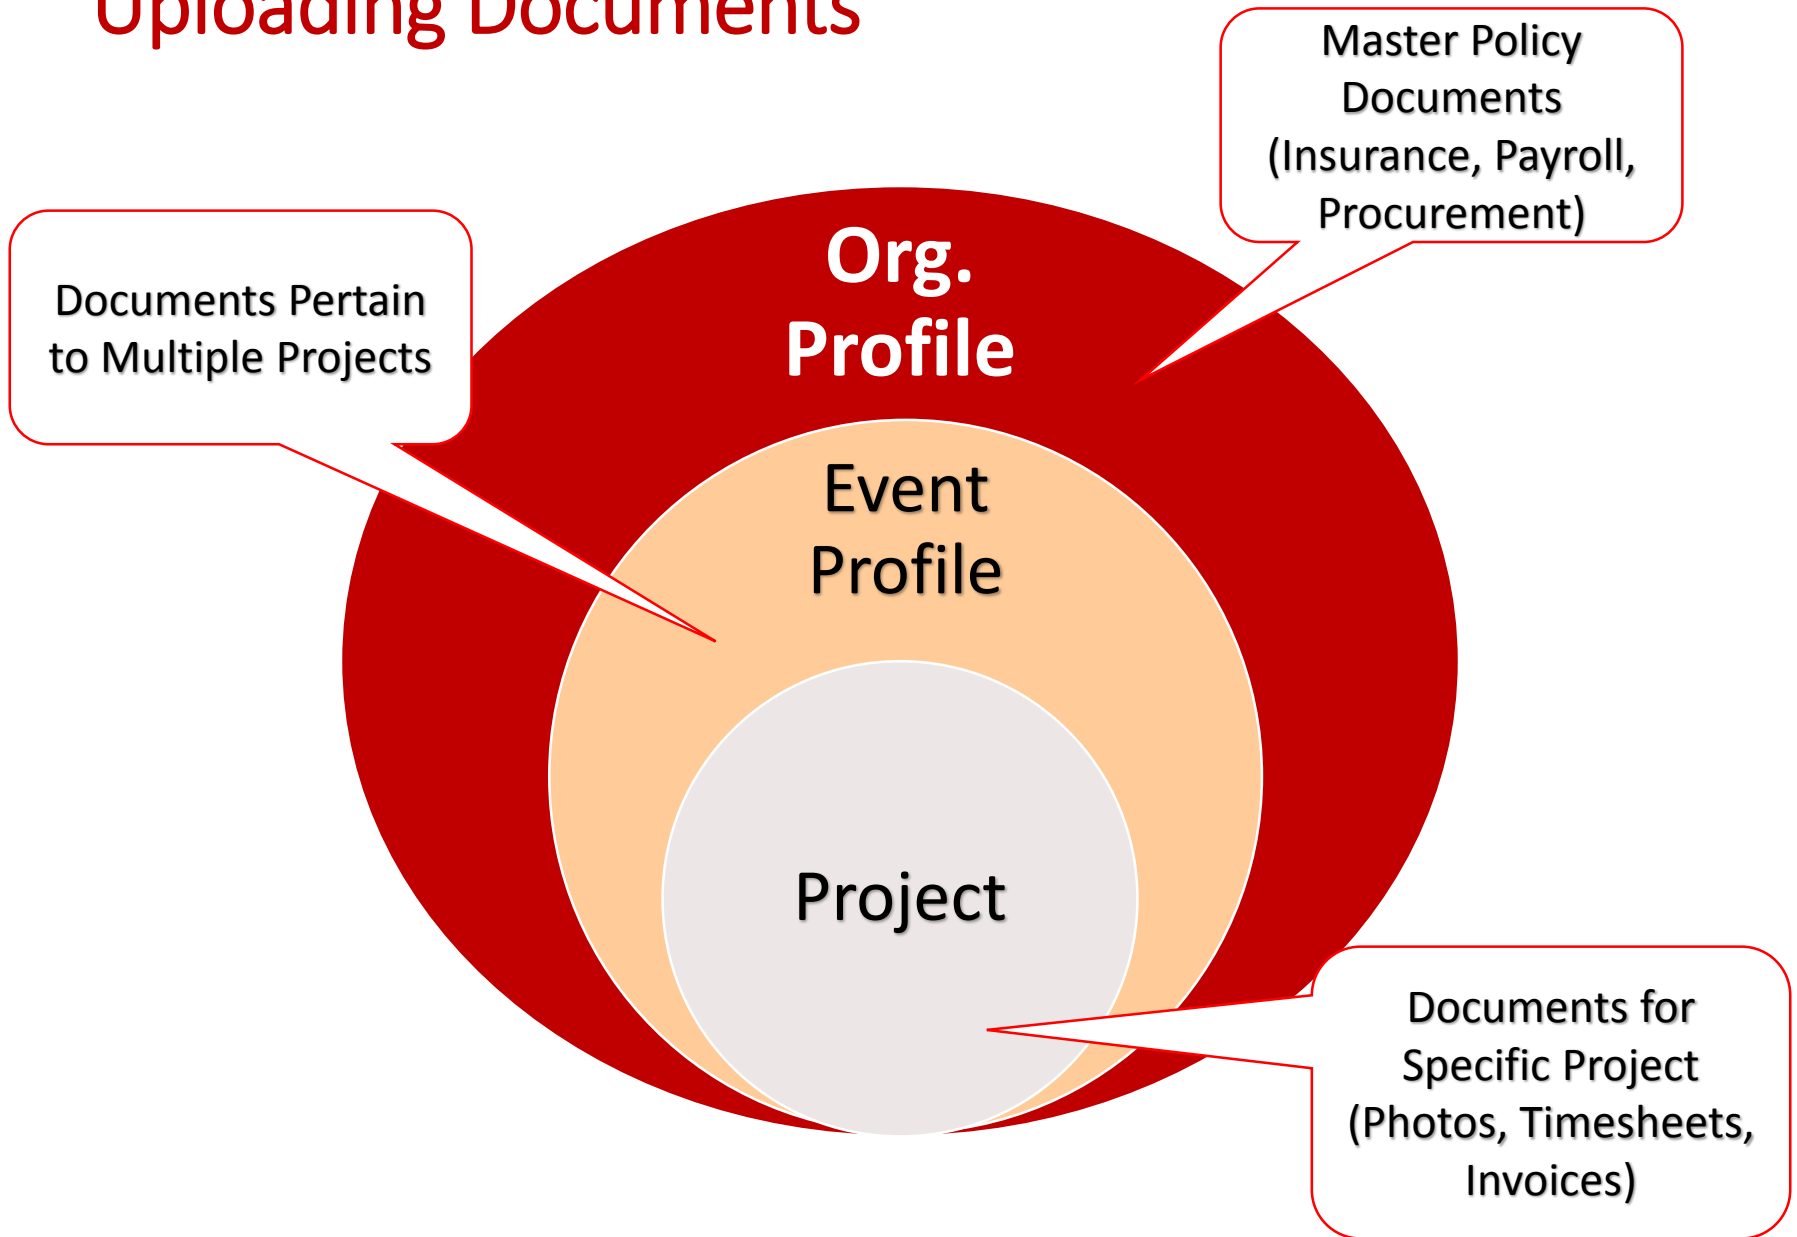 Uploading Documents
Master Policy
Documents
(Insurance, Payroll,
Procurement)
Documents Pertain
to Multiple Projects
Org.
Profile
Event
Profile
Project
Documents for
Specific Project
(Photos, Timesheets,
Invoices)